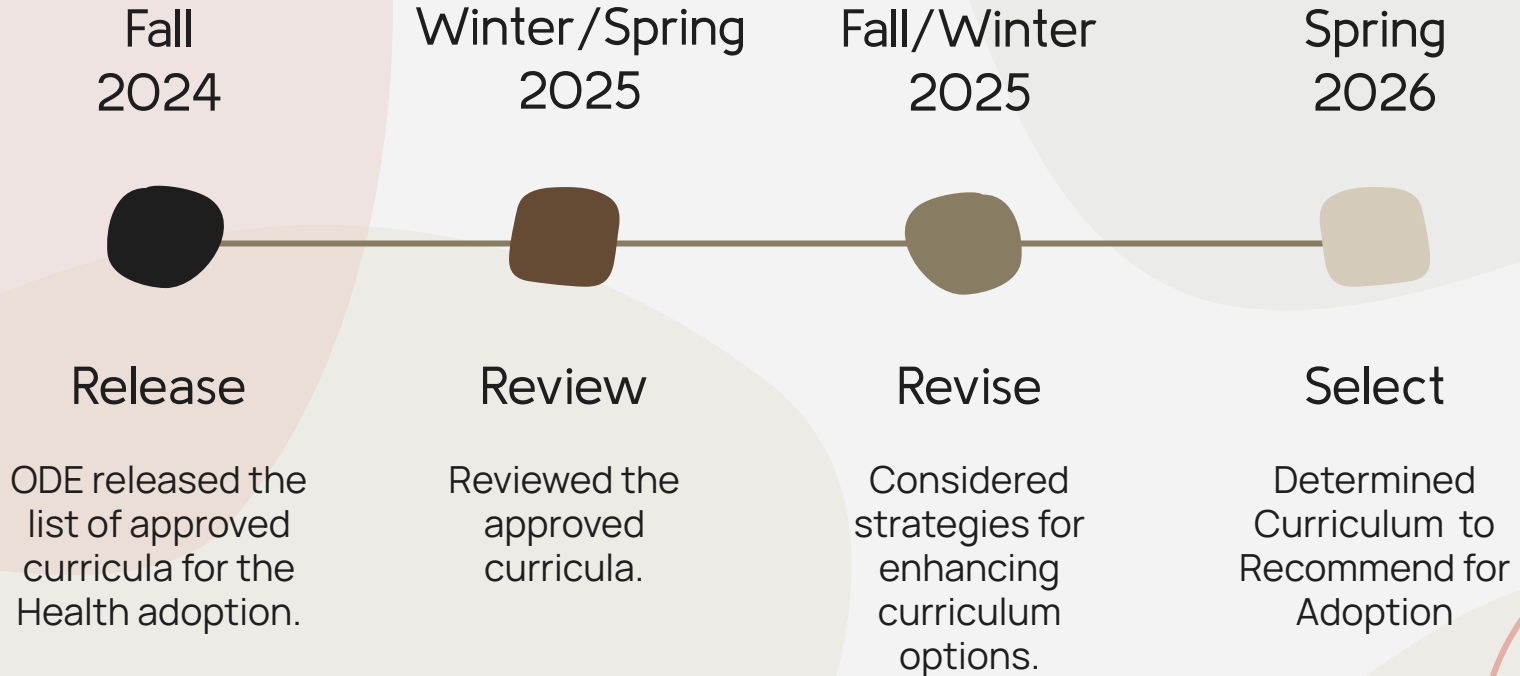 Fall
2024
Release
ODE released the
list of approved
curricula for the
Health adoption.
Winter/Spring
2025
Review
Reviewed the
approved
curricula.
Fall/Winter
2025
Revise
Considered
strategies for
enhancing
curriculum
options.
Spring
2026
Select
Determined
Curriculum to
Recommend for
Adoption